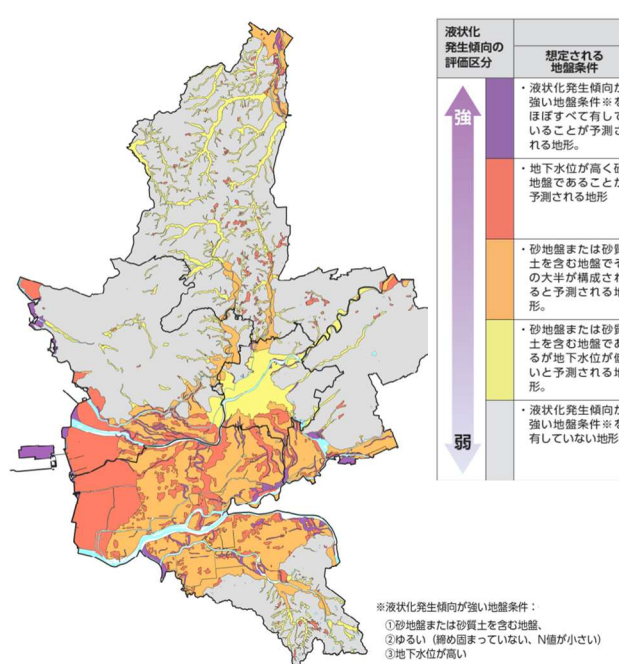 液状化
発生傾向の
評価区分
想定される
地盤条件
強
・液状化発生傾向が
強い地盤条件※を
ほぼすべて有して
いることが予測さ
れる地形。
・地下水位が高く砂
地盤であることが
予測される地形
・砂地盤または砂質
土を含む地盤でそ
の大半が構成され
ると予測される地
形。
・砂地盤または砂質
土を含む地盤であ
るが地下水位が低
いと予測される地
形。
・液状化発生傾向が
強い地盤条件※を
有していない地形
弱
※液状化発生傾向が強い地盤条件：
①砂地盤または砂質土を含む地盤、
②ゆるい（締め固まっていない、N値が小さい）
③地下水位が高い